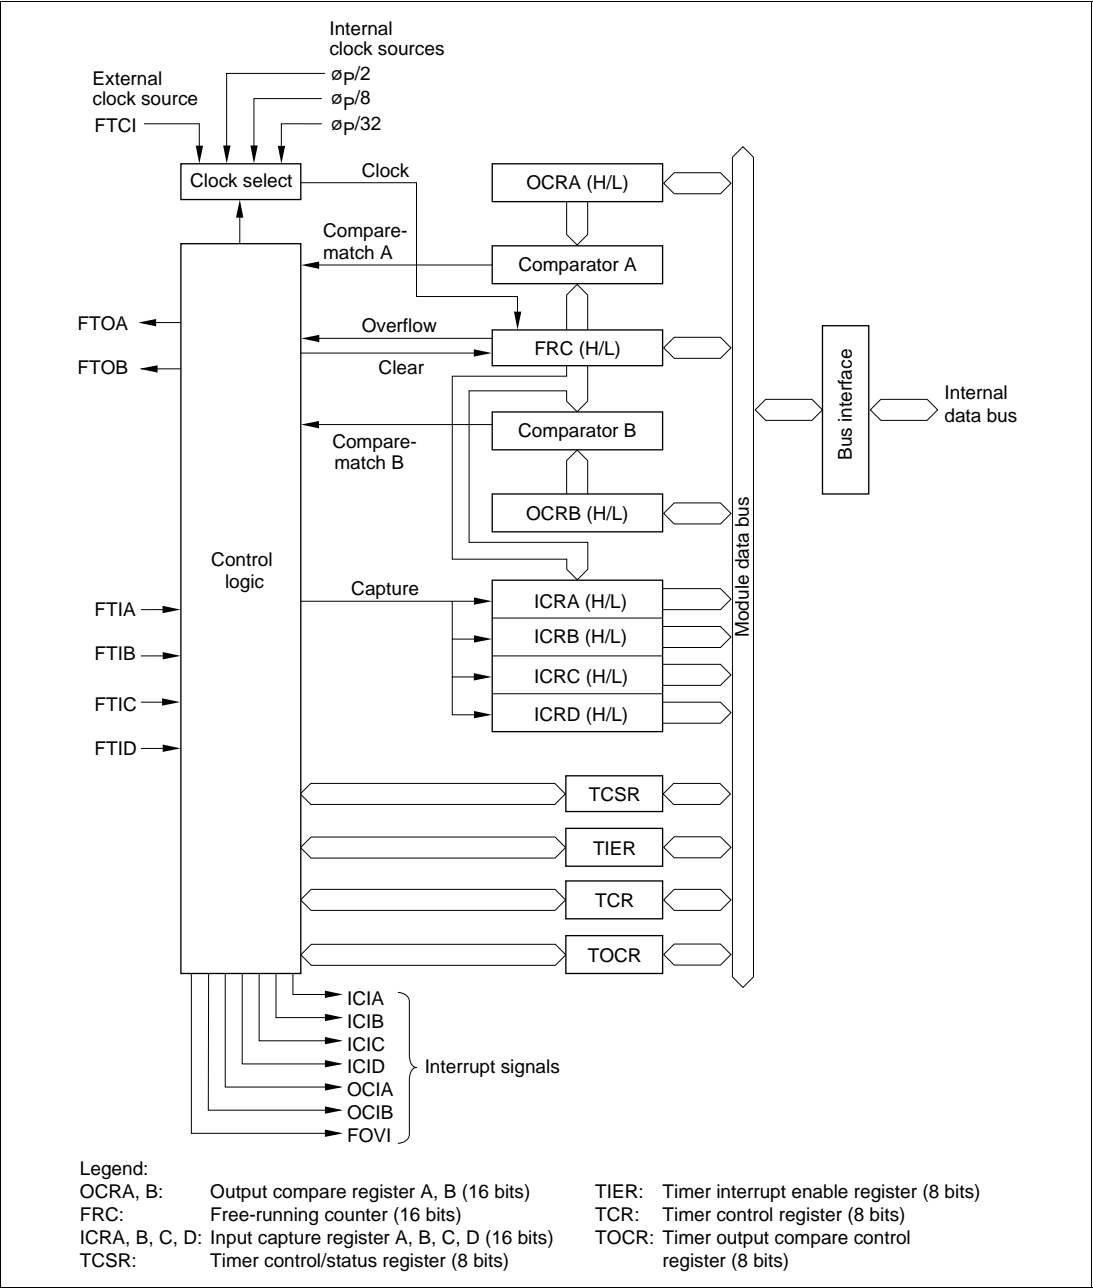 Internal
clock sources
øP/2
External
clock source
øP/8
FTCI
øP/32
Clock select
Clock
OCRA (H/L)
Compare-
match A
Comparator A
FTOA
Overflow
FRC (H/L)
FTOB
Clear
Bus interface
Internal
data bus
Comparator B
Compare-
match B
OCRB (H/L)
Module data bus
Control
logic
Capture
FTIA
ICRA (H/L)
FTIB
ICRB (H/L)
FTIC
ICRC (H/L)
FTID
ICRD (H/L)
TCSR
TIER
TCR
TOCR
ICIA
ICIB
ICIC
ICID
Interrupt signals
OCIA
OCIB
FOVI
Legend:
OCRA, B: Output compare register A, B (16 bits)
FRC: Free-running counter (16 bits)
ICRA, B, C, D: Input capture register A, B, C, D (16 bits)
TCSR: Timer control/status register (8 bits)
TIER: Timer interrupt enable register (8 bits)
TCR: Timer control register (8 bits)
TOCR: Timer output compare control
register (8 bits)